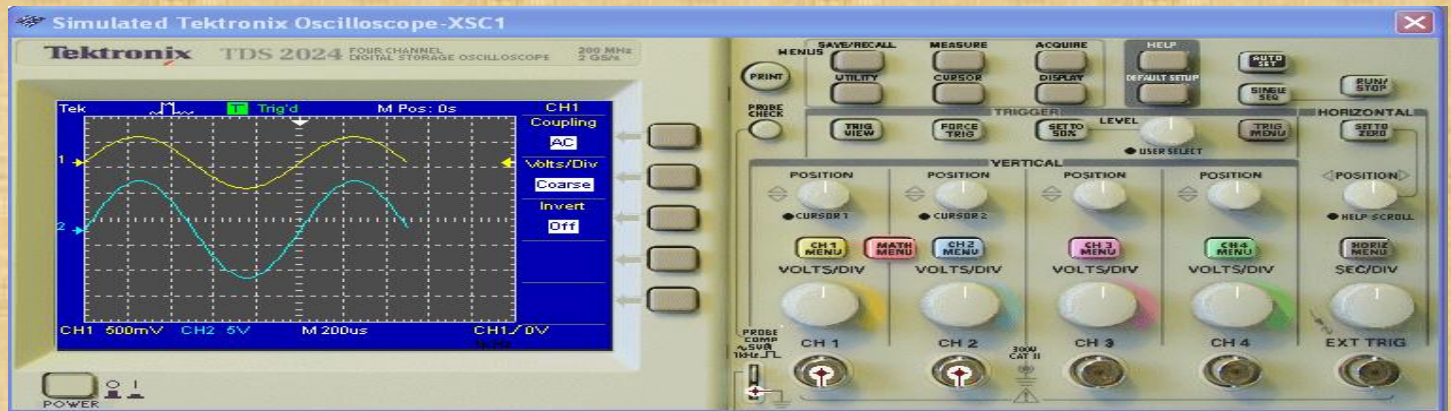 Simulated Tektronix Oscilloscope-XSC1
Tektronix TDS 2024 FOUR CHANNEL DIGITAL STORAGE OSCILLOSCOPE 200 MHz 2 GS/s
Tek T Trig'd M Pos: 0s CH1
Coupling
AC
Volts/Div
Coarse
Invert
Off
1
2
CH1 500mV CH2 5V M 200us CH1 / 0V
1kHz
POWER
MENUS
SAVE/RECALL MEASURE ACQUIRE HELP
PRINT
UTILITY CURSOR DISPLAY DEFAULT SETUP
AUTO SET
SINGLE SEQ
RUN/ STOP
PROBE CHECK
TRIGGER
HORIZONTAL
TRIG VIEW
FORCE TRIG
SET TO 50%
LEVEL
USER SELECT
TRIG MENU
SET TO ZERO
VERTICAL
POSITION POSITION POSITION POSITION POSITION
CURSOR 1 CURSOR 2 HELP SCROLL
CH 1 MENU
MATH MENU
CH 2 MENU
CH 3 MENU
CH 4 MENU
HORIZ MENU
VOLTS/DIV VOLTS/DIV VOLTS/DIV VOLTS/DIV SEC/DIV
PROBE COMP
~5V@
1kHz
CH 1 CH 2 CH 3 CH 4 EXT TRIG
300V
CAT II